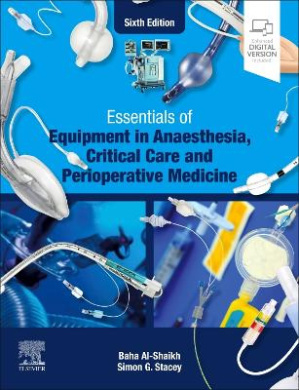 Sixth Edition
Enhanced
DIGITAL
VERSION
Included
Essentials of
Equipment in Anaesthesia,
Critical Care and
Perioperative Medicine
Baha Al-Shaikh
Simon G. Stacey
ELSEVIER